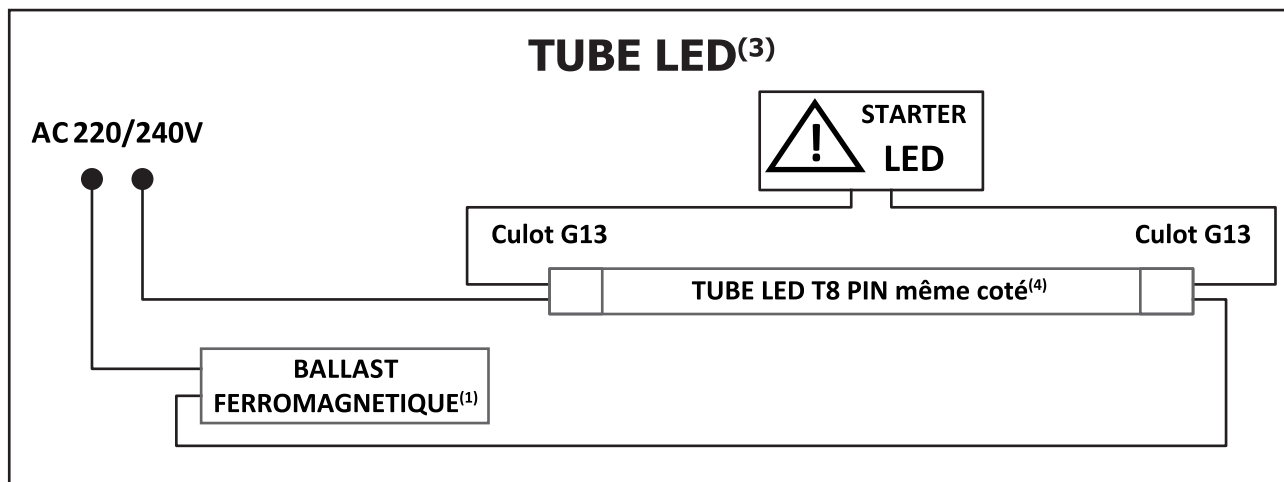 TUBE LED(3)
AC 220/240V
STARTER
LED
Culot G13
Culot G13
TUBE LED T8 PIN même coté(4)
BALLAST
FERROMAGNETIQUE(1)